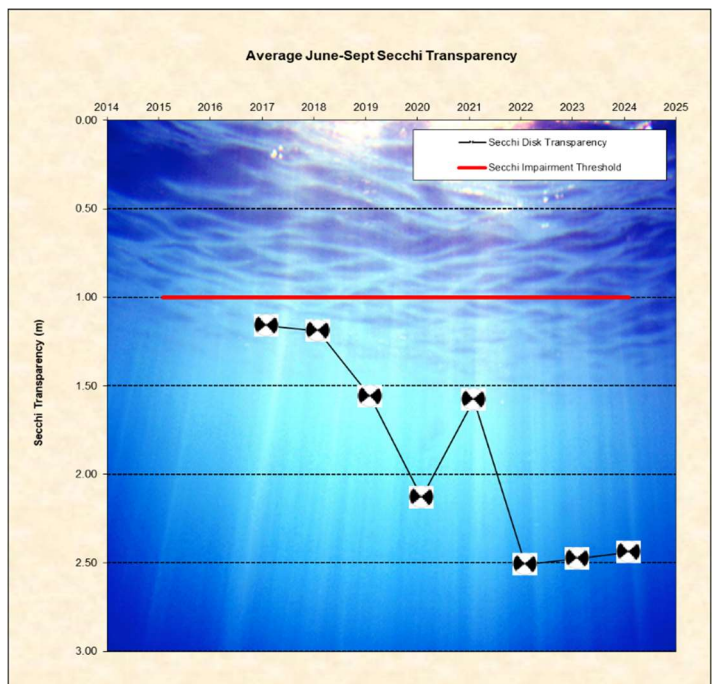 Average June-Sept Secchi Transparency
2014 2015 2016 2017 2018 2019 2020 2021 2022 2023 2024 2025
0.00
Secchi Disk Transparency
Secchi Impairment Threshold
0.50
1.00
1.50
2.00
2.50
3.00
Secchi Transparency (m)